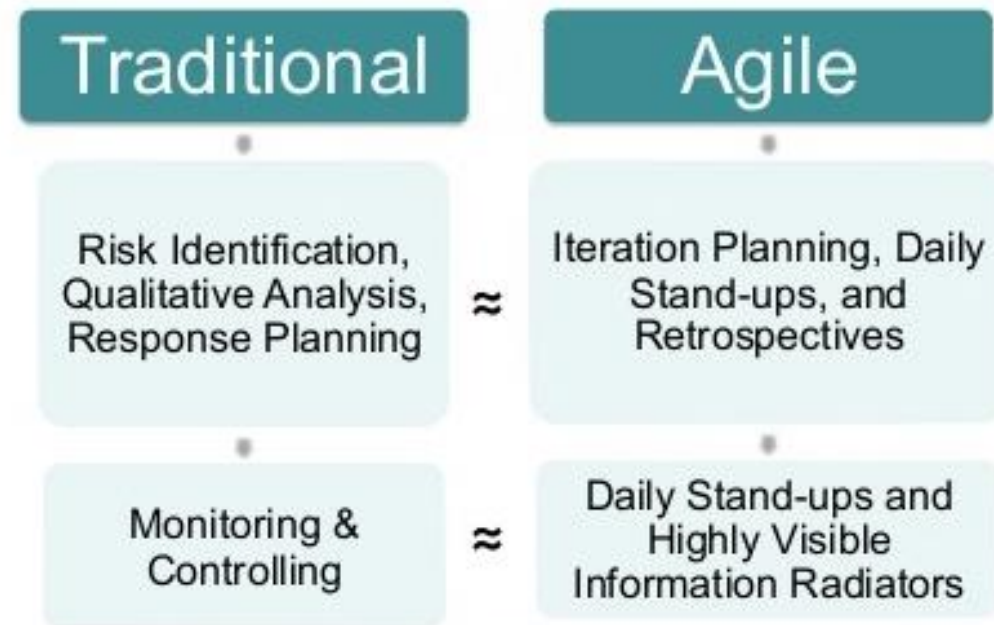 Traditional
Agile
Risk Identification,
Qualitative Analysis,
Response Planning
≈
Iteration Planning, Daily
Stand-ups, and
Retrospectives
Monitoring &
Controlling
≈
Daily Stand-ups and
Highly Visible
Information Radiators